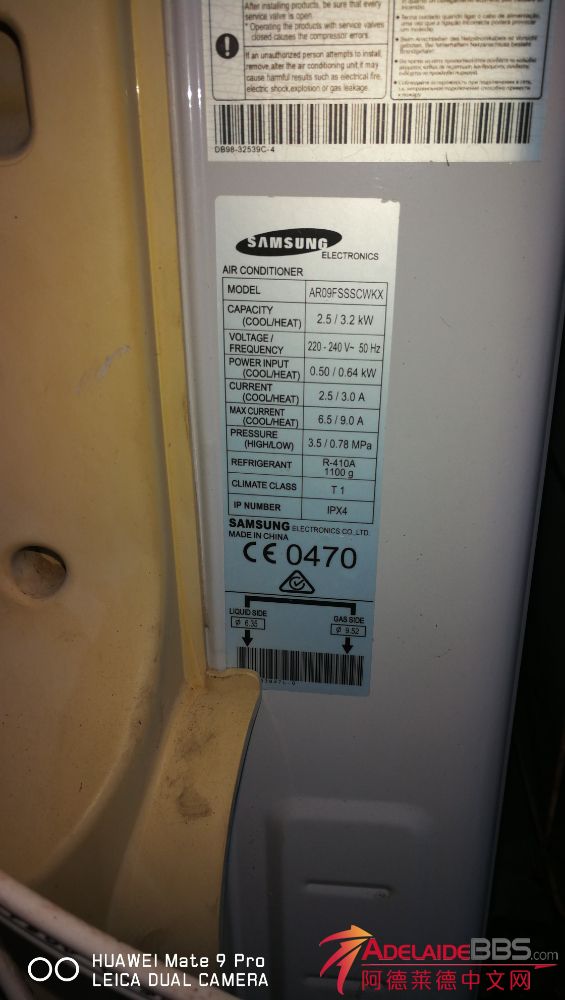 After installing products, be sure that every
service valve is open.
* Operating the products with service valves
closed causes the compressor errors.
If an unauthorized person attempts to install,
remove, alter the air conditioning unit, it may
cause harmful results such as electrical fire,
electric shock, explosion or gas leakage.
DB98-32539C-4
SAMSUNG
ELECTRONICS
AIR CONDITIONER
MODEL AR09FSSSCWKX
CAPACITY (COOL/HEAT) 2.5 / 3.2 kW
VOLTAGE / FREQUENCY 220 - 240 V~ 50 Hz
POWER INPUT (COOL/HEAT) 0.50 / 0.64 kW
CURRENT (COOL/HEAT) 2.5 / 3.0 A
MAX CURRENT (COOL/HEAT) 6.5 / 9.0 A
PRESSURE (HIGH/LOW) 3.5 / 0.78 MPa
REFRIGERANT R-410A 1100 g
CLIMATE CLASS T 1
IP NUMBER IPX4
SAMSUNG ELECTRONICS CO., LTD.
MADE IN CHINA
CE 0470
LIQUID SIDE GAS SIDE
Ø 6.35 Ø 9.52
HUAWEI Mate 9 Pro
LEICA DUAL CAMERA
ADELAIDEBBS.com
阿德莱德中文网